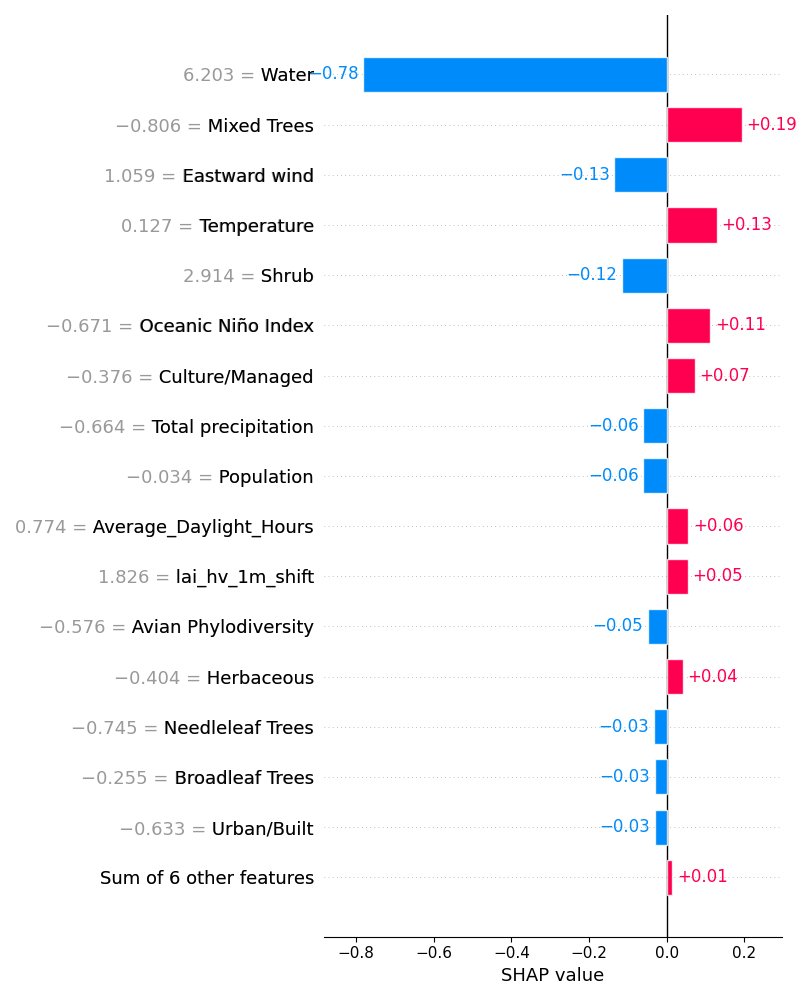 6.203 = Water −0.78
−0.806 = Mixed Trees +0.19
1.059 = Eastward wind −0.13
0.127 = Temperature +0.13
2.914 = Shrub −0.12
−0.671 = Oceanic Niño Index +0.11
−0.376 = Culture/Managed +0.07
−0.664 = Total precipitation −0.06
−0.034 = Population −0.06
0.774 = Average_Daylight_Hours +0.06
1.826 = lai_hv_1m_shift +0.05
−0.576 = Avian Phylodiversity −0.05
−0.404 = Herbaceous +0.04
−0.745 = Needleleaf Trees −0.03
−0.255 = Broadleaf Trees −0.03
−0.633 = Urban/Built −0.03
Sum of 6 other features +0.01
−0.8 −0.6 −0.4 −0.2 0.0 0.2
SHAP value